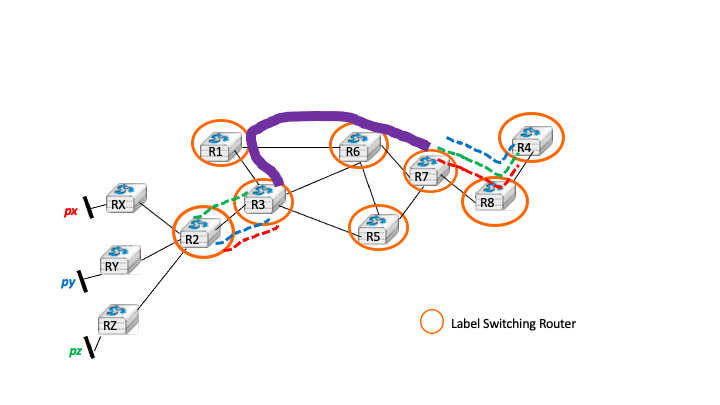 R1
R6
R4
R7
RX
R3
R8
px
R2
R5
RY
py
RZ
Label Switching Router
pz